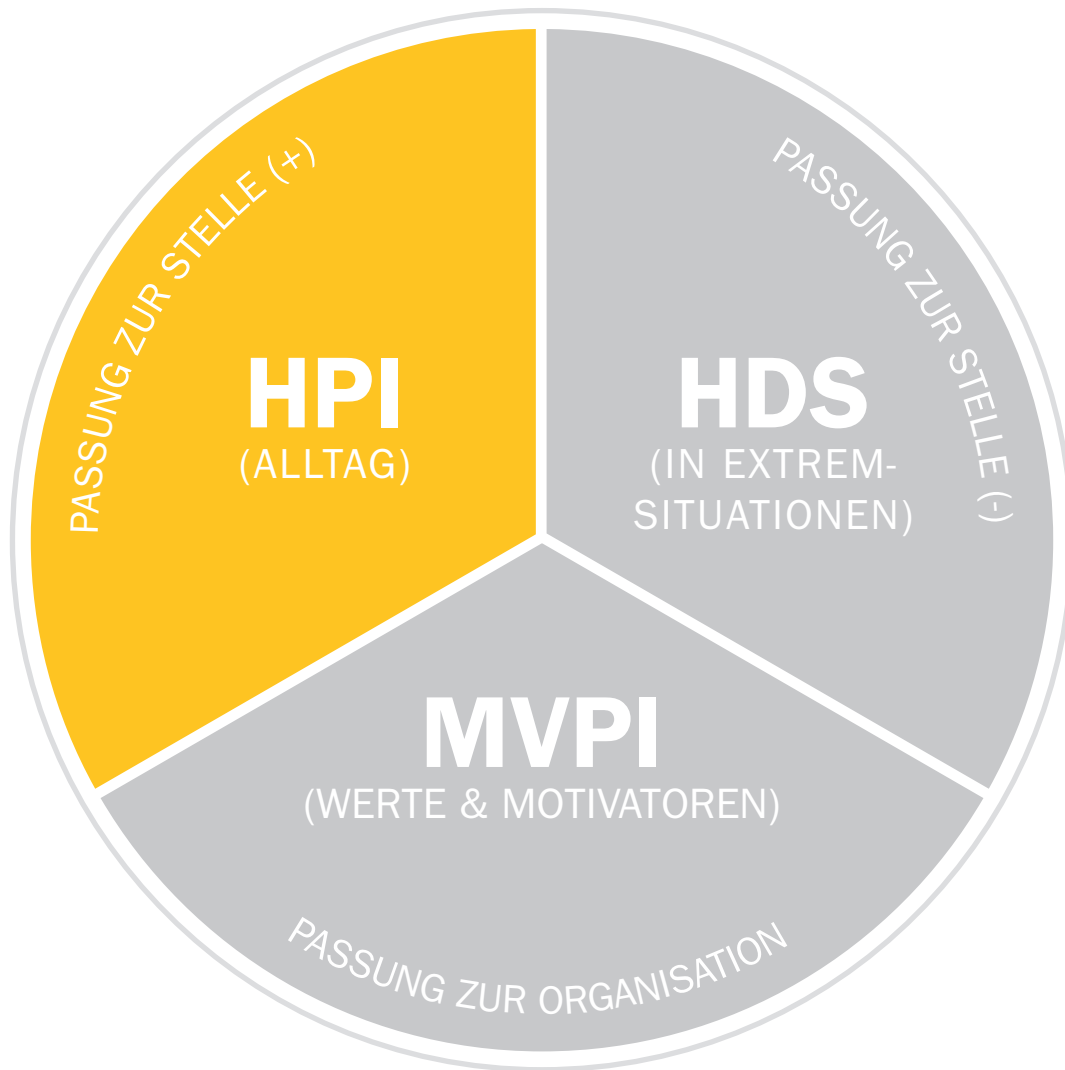 PASSUNG ZUR STELLE (+)
HPI
(ALLTAG)
PASSUNG ZUR STELLE (-)
HDS
(IN EXTREM-
SITUATIONEN)
MVPI
(WERTE & MOTIVATOREN)
PASSUNG ZUR ORGANISATION